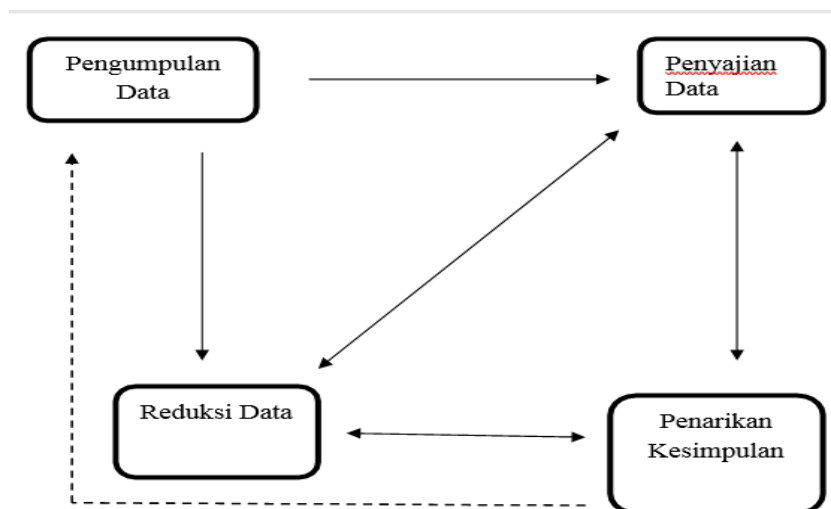 Pengumpulan
Data
Penyajian
Data
Reduksi Data
Penarikan
Kesimpulan